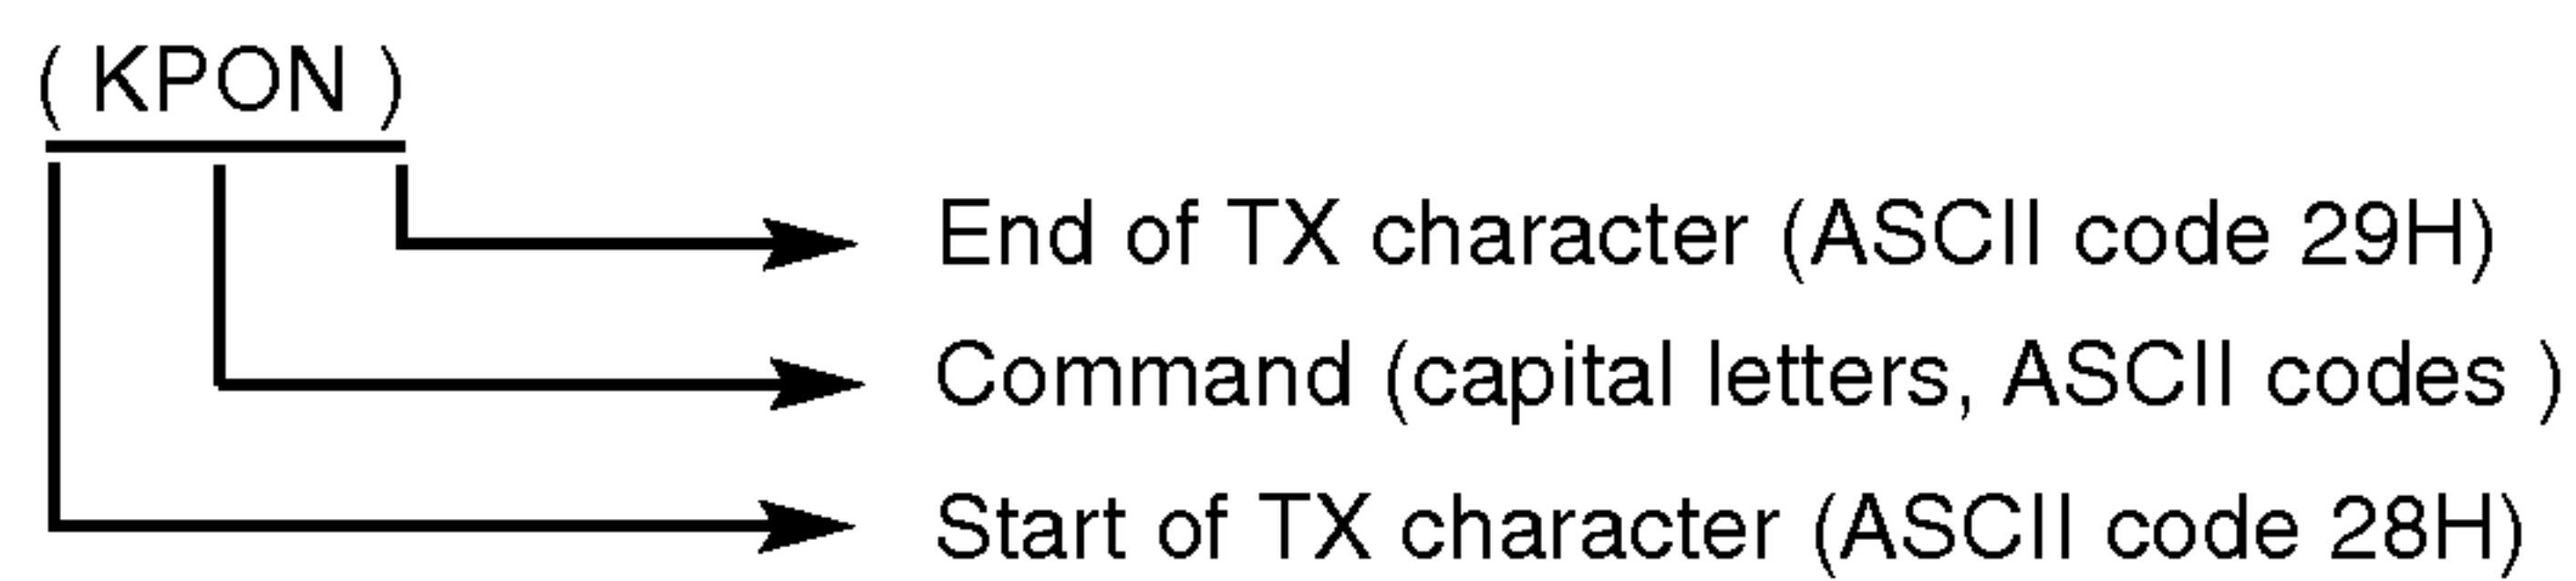 ( KPON )
End of TX character (ASCII code 29H)
Command (capital letters, ASCII codes )
Start of TX character (ASCII code 28H)